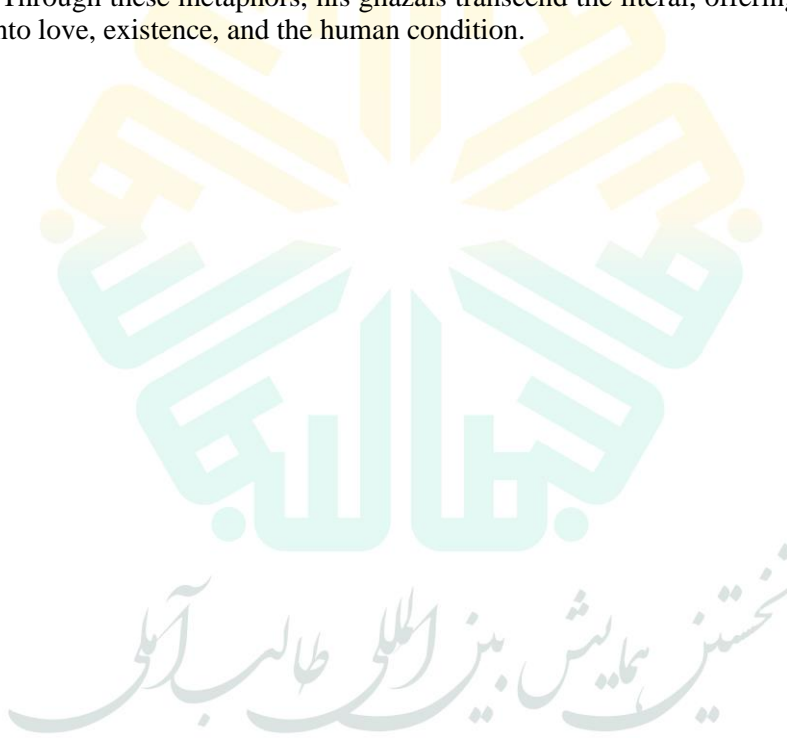 Through these metaphors, his ghazals transcend the literal, offering
into love, existence, and the human condition.
طالب
نخستین همایش بین المللی طالب آملی